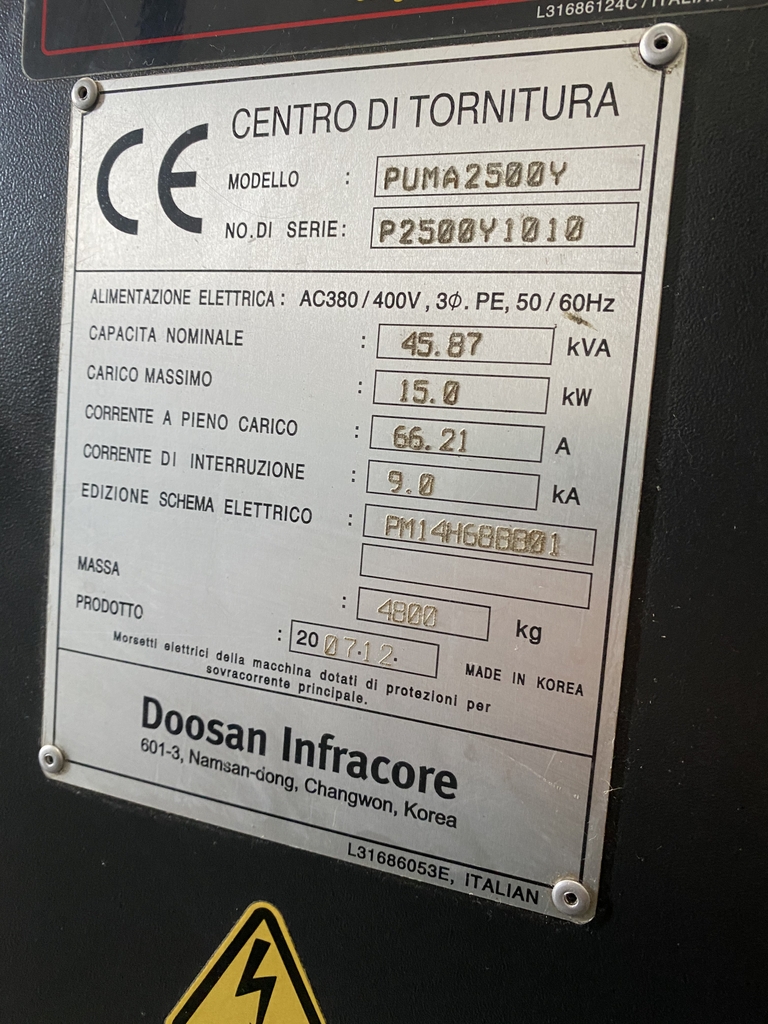 L31686124C / ITALIAN
CE
CENTRO DI TORNITURA
MODELLO : PUMA2500Y
NO.DI SERIE: P2500Y1010
ALIMENTAZIONE ELETTRICA : AC380 / 400V , 3Φ. PE, 50 / 60Hz
CAPACITA NOMINALE : 45.87 kVA
CARICO MASSIMO : 15.0 kW
CORRENTE A PIENO CARICO : 66.21 A
CORRENTE DI INTERRUZIONE : 9.0 kA
EDIZIONE SCHEMA ELETTRICO : PM14H68BB01
MASSA : 4800 kg
PRODOTTO : 2007.12. MADE IN KOREA
Morsetti elettrici della macchina dotati di protezioni per
sovracorrente principale.
Doosan Infracore
601-3, Namsan-dong, Changwon, Korea
L31686053E, ITALIAN